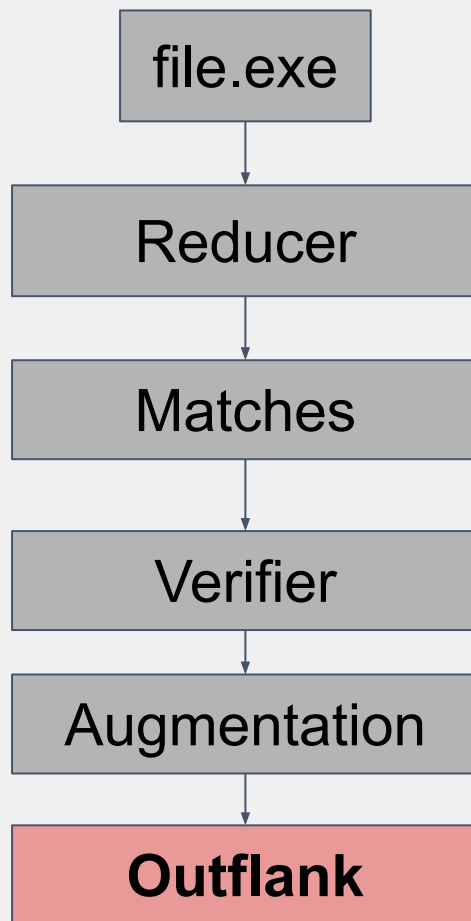 file.exe
Reducer
Matches
Verifier
Augmentation
Outflank